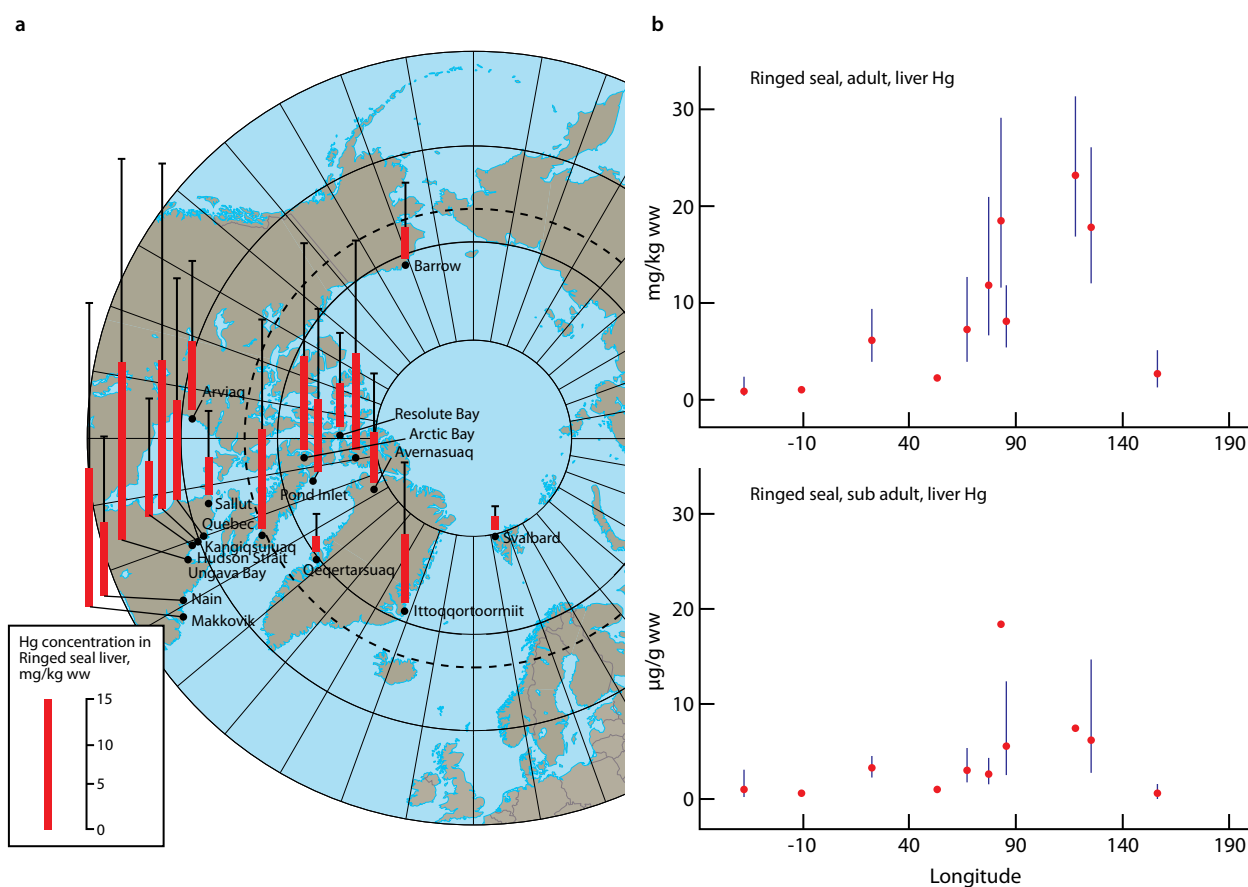 a
Barrow
Arviaq
Resolute Bay
Arctic Bay
Avernasuaq
Pond Inlet
Sallut
Quebec
Kangiqsujuaq
Hudson Strait
Ungava Bay
Qeqertarsuaq
Svalbard
Nain
Makkovik
Ittoqqortoormiit
Hg concentration in
Ringed seal liver,
mg/kg ww
15
10
5
0
b
Ringed seal, adult, liver Hg
mg/kg ww
30
20
10
0
-10 40 90 140 190
Ringed seal, sub adult, liver Hg
µg/g ww
30
20
10
0
-10 40 90 140 190
Longitude